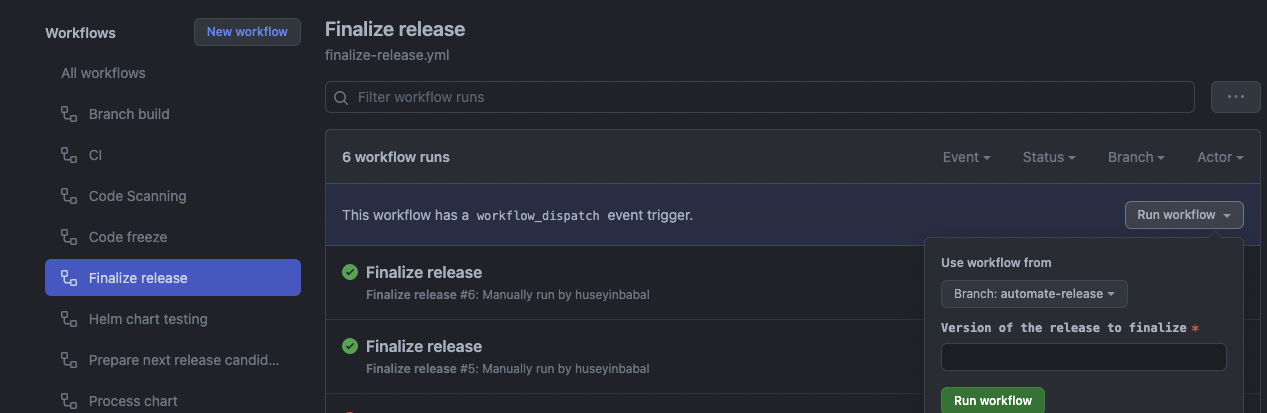 Workflows
New workflow
All workflows
Branch build
CI
Code Scanning
Code freeze
Finalize release
Helm chart testing
Prepare next release candid...
Process chart
Finalize release
finalize-release.yml
Filter workflow runs
...
6 workflow runs
Event
Status
Branch
Actor
This workflow has a workflow_dispatch event trigger.
Run workflow
Finalize release
Finalize release #6: Manually run by huseyinbabal
Finalize release
Finalize release #5: Manually run by huseyinbabal
Use workflow from
Branch: automate-release
Version of the release to finalize *
Run workflow